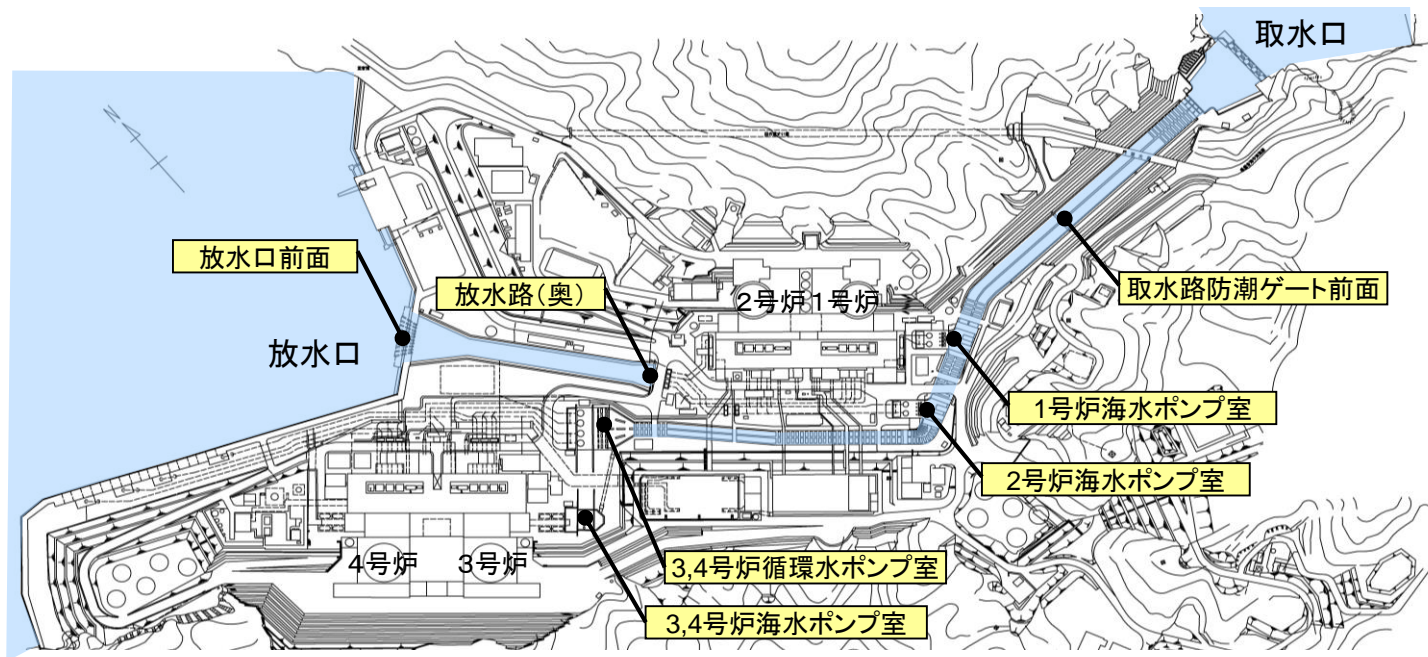 取水口
放水口前面
放水路(奥)
2号炉
1号炉
取水路防潮ゲート前面
放水口
1号炉海水ポンプ室
2号炉海水ポンプ室
4号炉
3号炉
3,4号炉循環水ポンプ室
3,4号炉海水ポンプ室